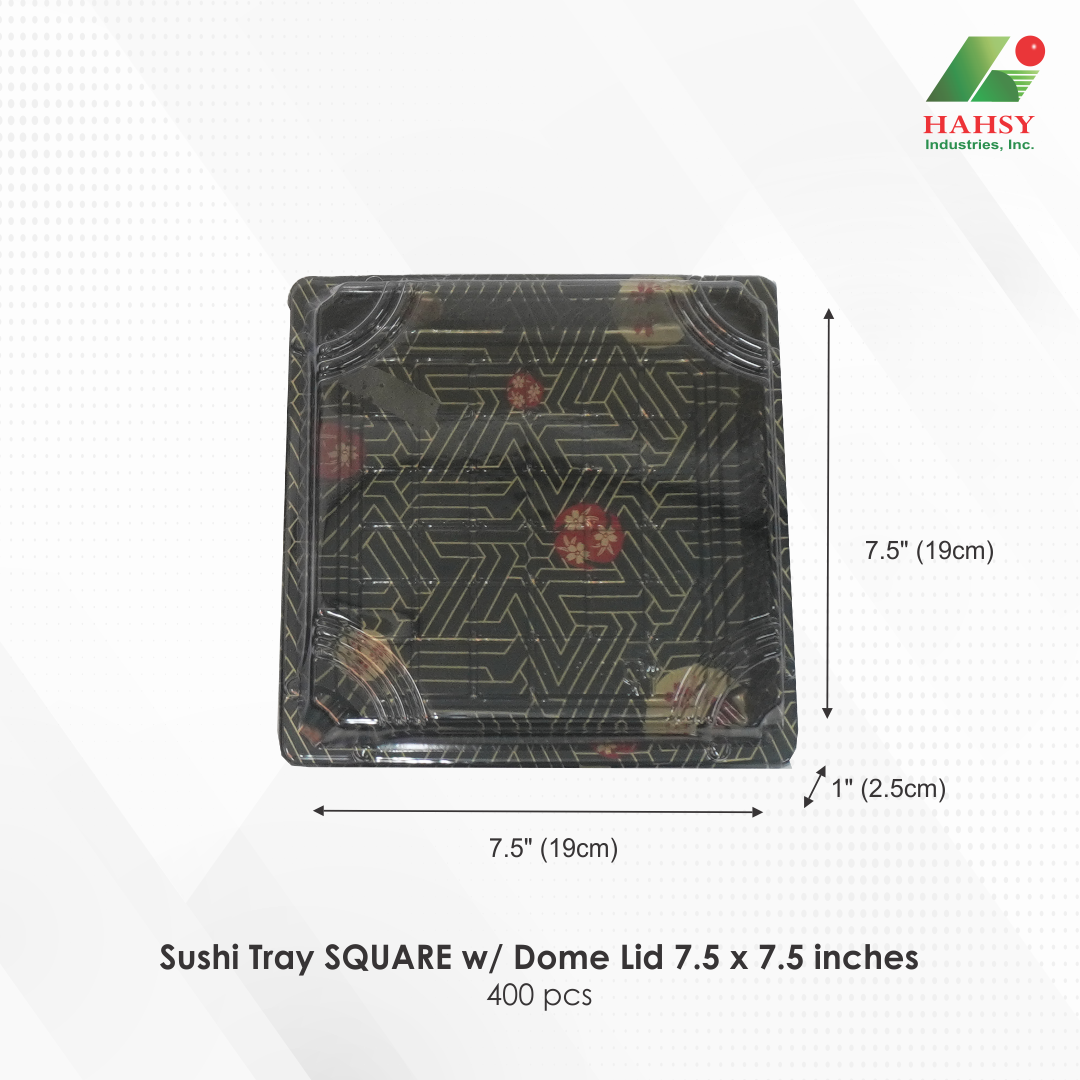 HAHSY
Industries, Inc.
7.5" (19cm)
1" (2.5cm)
7.5" (19cm)
Sushi Tray SQUARE w/ Dome Lid 7.5 x 7.5 inches
400 pcs